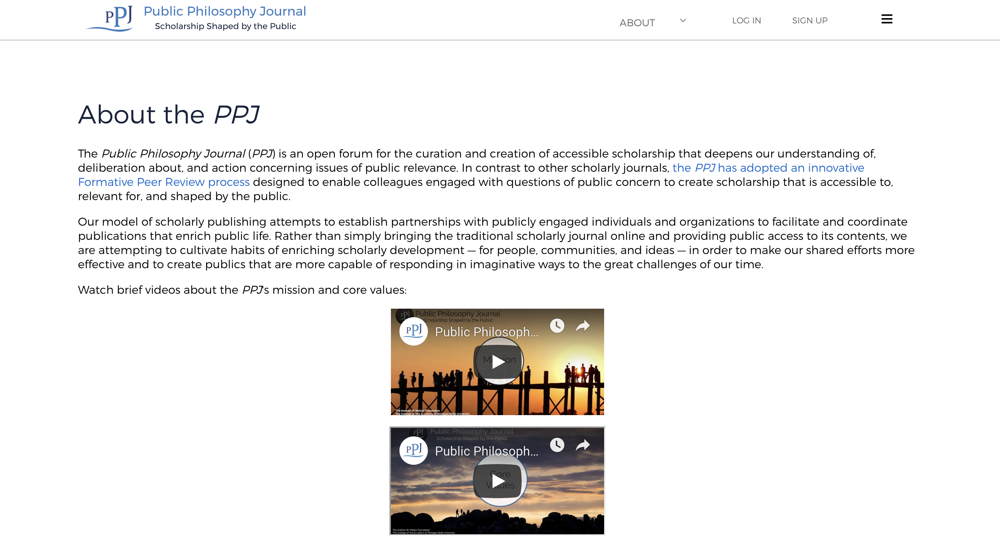 PPJ
Public Philosophy Journal
Scholarship Shaped by the Public
ABOUT
LOG IN
SIGN UP
About the PPJ
The Public Philosophy Journal (PPJ) is an open forum for the curation and creation of accessible scholarship that deepens our understanding of,
deliberation about, and action concerning issues of public relevance. In contrast to other scholarly journals, the PPJ has adopted an innovative
Formative Peer Review process designed to enable colleagues engaged with questions of public concern to create scholarship that is accessible to,
relevant for, and shaped by the public.
Our model of scholarly publishing attempts to establish partnerships with publicly engaged individuals and organizations to facilitate and coordinate
publications that enrich public life. Rather than simply bringing the traditional scholarly journal online and providing public access to its contents, we
are attempting to cultivate habits of enriching scholarly development — for people, communities, and ideas — in order to make our shared efforts more
effective and to create publics that are more capable of responding in imaginative ways to the great challenges of our time.
Watch brief videos about the PPJ's mission and core values:
PPJ
Public Philosophy Journal
Scholarship Shaped by the Public
PPJ
Public Philosoph...
Mission
The Andrew W. Mellon Foundation
The College of Arts & Letters at Michigan State University
PPJ
Public Philosophy Journal
Scholarship Shaped by the Public
PPJ
Public Philosoph...
Core
Values
The Andrew W. Mellon Foundation
The College of Arts & Letters at Michigan State University